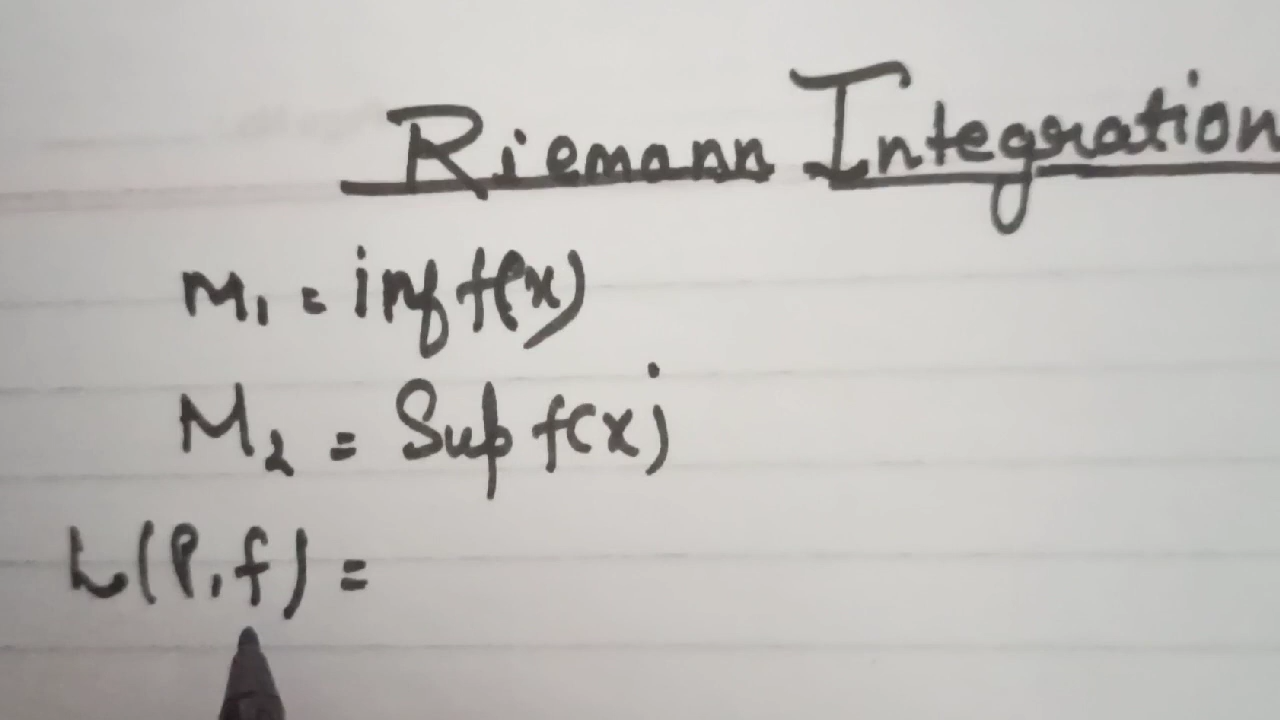 Riemann Integration
m₁ = inf f(x)
M₂ = Sup f(x)
L(P,f) =